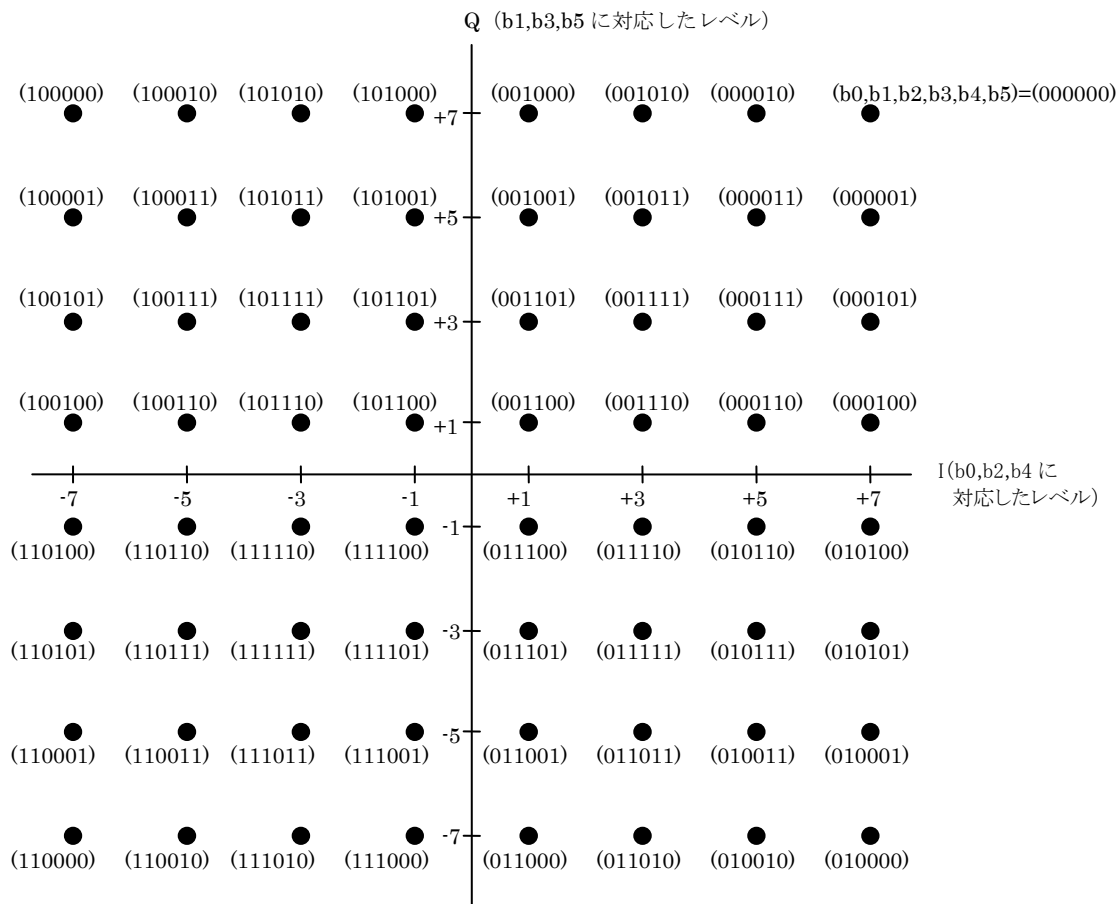 Q (b1,b3,b5 に対応したレベル)
(100000) (100010) (101010) (101000) (001000) (001010) (000010) (b0,b1,b2,b3,b4,b5)=(000000)
+7
(100001) (100011) (101011) (101001) (001001) (001011) (000011) (000001)
+5
(100101) (100111) (101111) (101101) (001101) (001111) (000111) (000101)
+3
(100100) (100110) (101110) (101100) (001100) (001110) (000110) (000100)
+1
I(b0,b2,b4 に
対応したレベル)
-7 -5 -3 -1 +1 +3 +5 +7
-1
(110100) (110110) (111110) (111100) (011100) (011110) (010110) (010100)
-3
(110101) (110111) (111111) (111101) (011101) (011111) (010111) (010101)
-5
(110001) (110011) (111011) (111001) (011001) (011011) (010011) (010001)
-7
(110000) (110010) (111010) (111000) (011000) (011010) (010010) (010000)